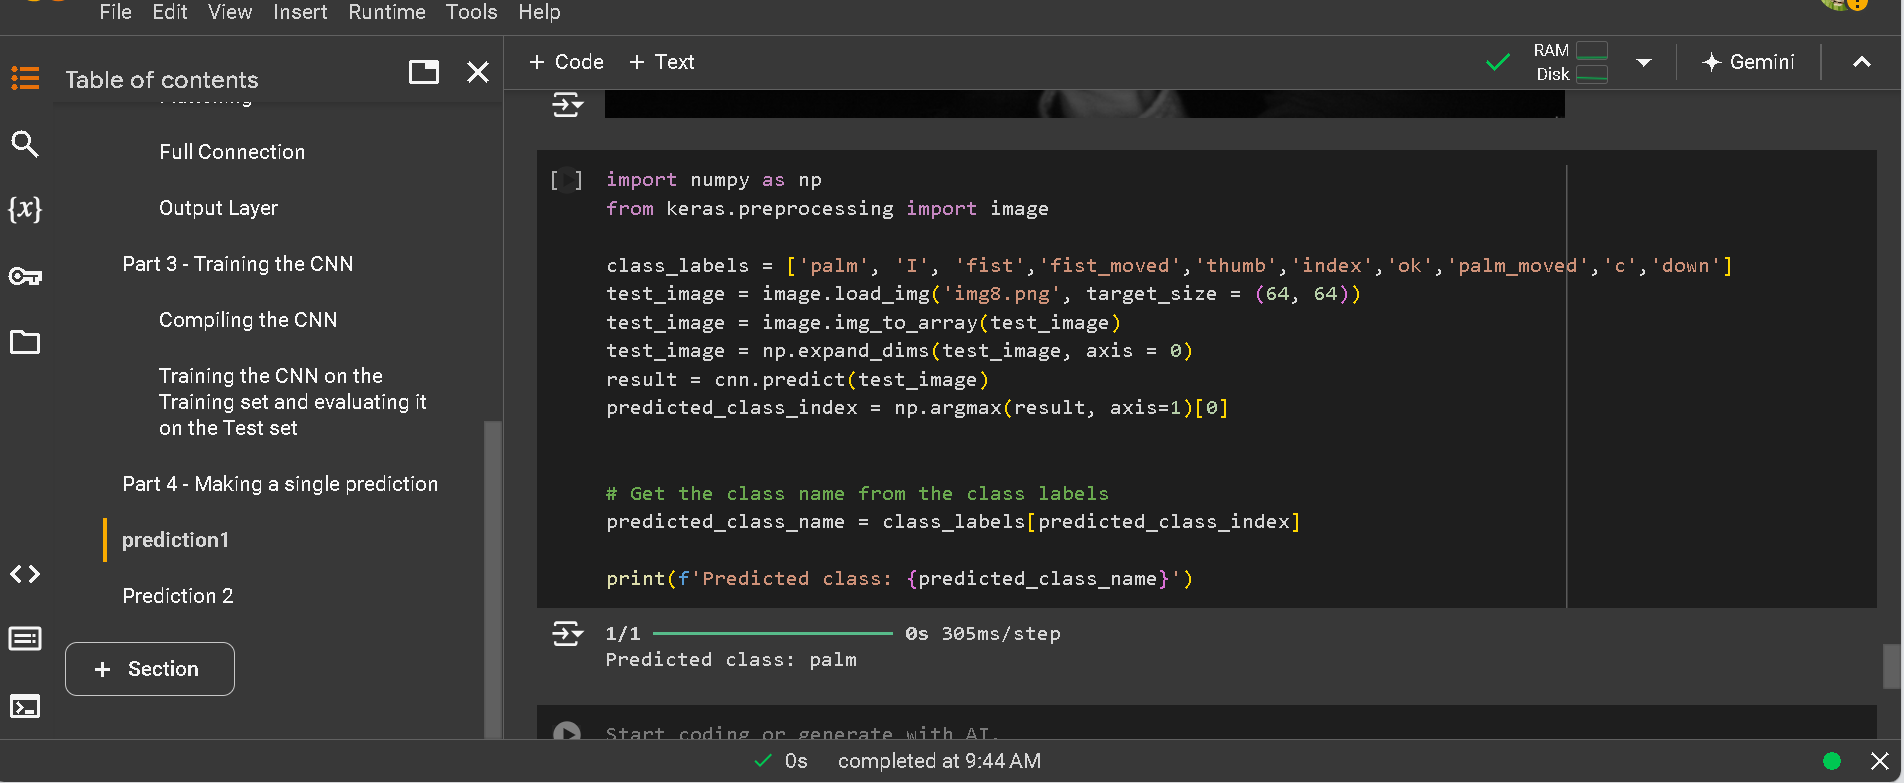 File Edit View Insert Runtime Tools Help
Table of contents
+ Code + Text
RAM
Disk
Gemini
Full Connection
Output Layer
Part 3 - Training the CNN
Compiling the CNN
Training the CNN on the
Training set and evaluating it
on the Test set
Part 4 - Making a single prediction
prediction1
Prediction 2
+ Section
{x}
[ ]
import numpy as np
from keras.preprocessing import image
class_labels = ['palm', 'I', 'fist','fist_moved','thumb','index','ok','palm_moved','c','down']
test_image = image.load_img('img8.png', target_size = (64, 64))
test_image = image.img_to_array(test_image)
test_image = np.expand_dims(test_image, axis = 0)
result = cnn.predict(test_image)
predicted_class_index = np.argmax(result, axis=1)[0]
# Get the class name from the class labels
predicted_class_name = class_labels[predicted_class_index]
print(f'Predicted class: {predicted_class_name}')
1/1 0s 305ms/step
Predicted class: palm
Start coding or generate with AI.
0s completed at 9:44 AM